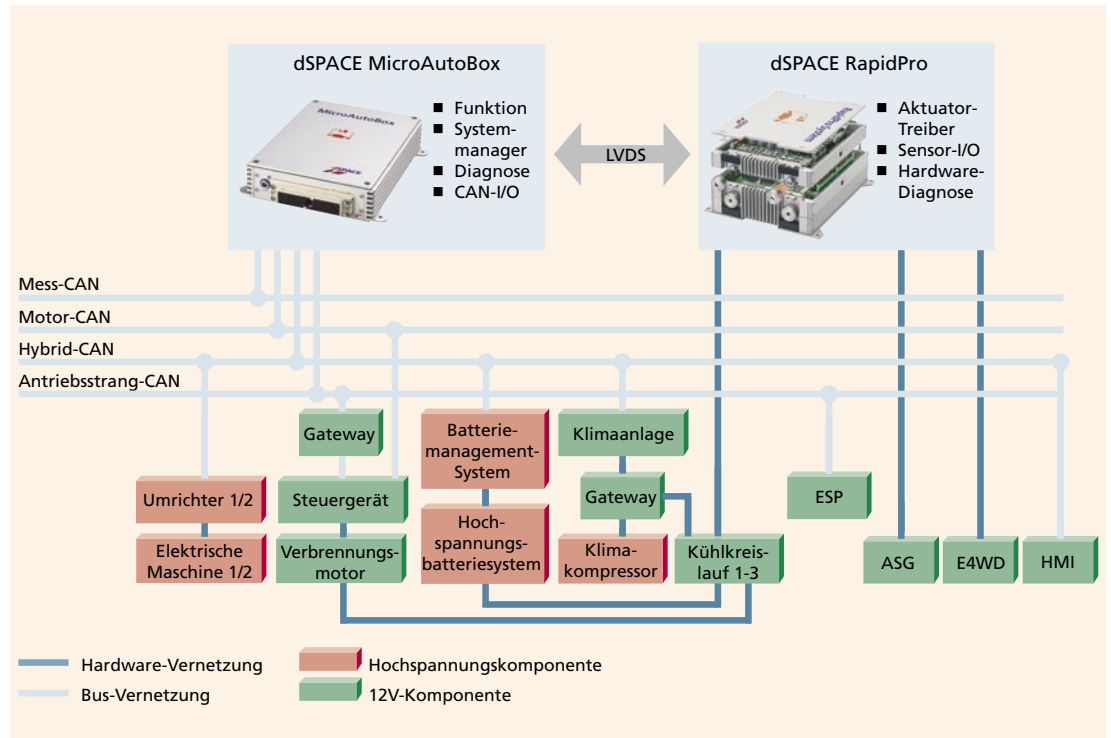 dSPACE MicroAutoBox
MicroAutoBox
dSPACE
Funktion
System-
manager
Diagnose
CAN-I/O
LVDS
dSPACE RapidPro
RapidProSystem
Aktuator-
Treiber
Sensor-I/O
Hardware-
Diagnose
Mess-CAN
Motor-CAN
Hybrid-CAN
Antriebsstrang-CAN
Gateway
Batterie-
management-
System
Klimaanlage
Umrichter 1/2
Steuergerät
Gateway
ESP
Elektrische
Maschine 1/2
Verbrennungs-
motor
Hoch-
spannungs-
batteriesystem
Klima-
kompressor
Kühlkreis-
lauf 1-3
ASG
E4WD
HMI
Hardware-Vernetzung
Hochspannungskomponente
Bus-Vernetzung
12V-Komponente